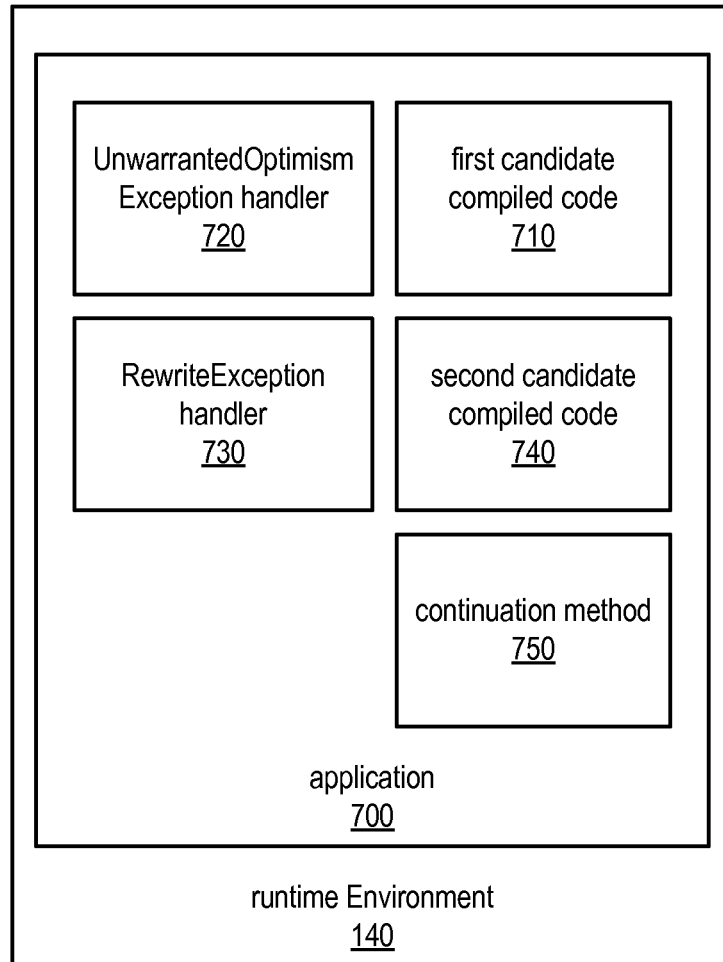 UnwarrantedOptimism
Exception handler
720
first candidate
compiled code
710
RewriteException
handler
730
second candidate
compiled code
740
continuation method
750
application
700
runtime Environment
140